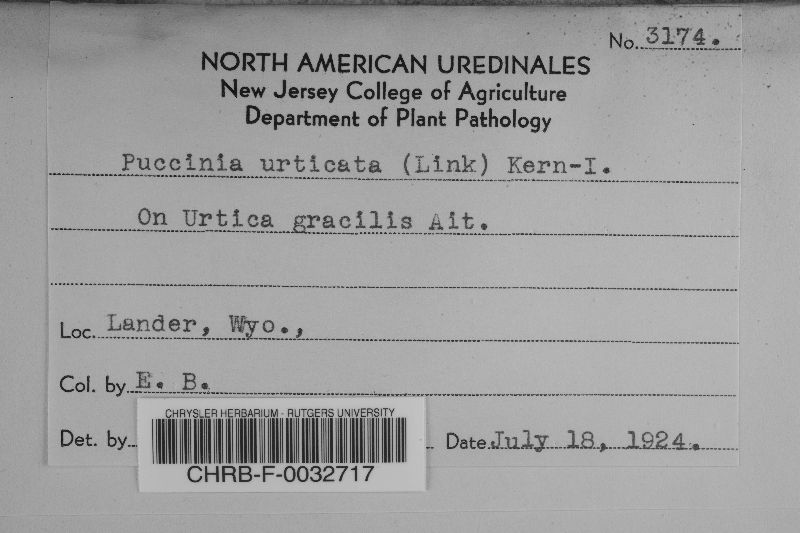 No. 3174.
NORTH AMERICAN UREDINALES
New Jersey College of Agriculture
Department of Plant Pathology
Puccinia urticata (Link) Kern-I.
On Urtica gracilis Ait.
Loc. Lander, Wyo.,
Col. by E. B.
Det. by Date July 18, 1924.
CHRYSLER HERBARIUM - RUTGERS UNIVERSITY
CHRB-F-0032717